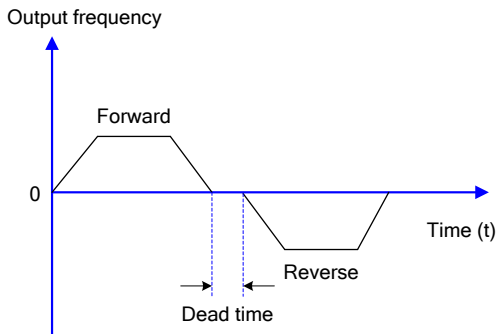 Output frequency
Forward
0
Time (t)
Reverse
Dead time